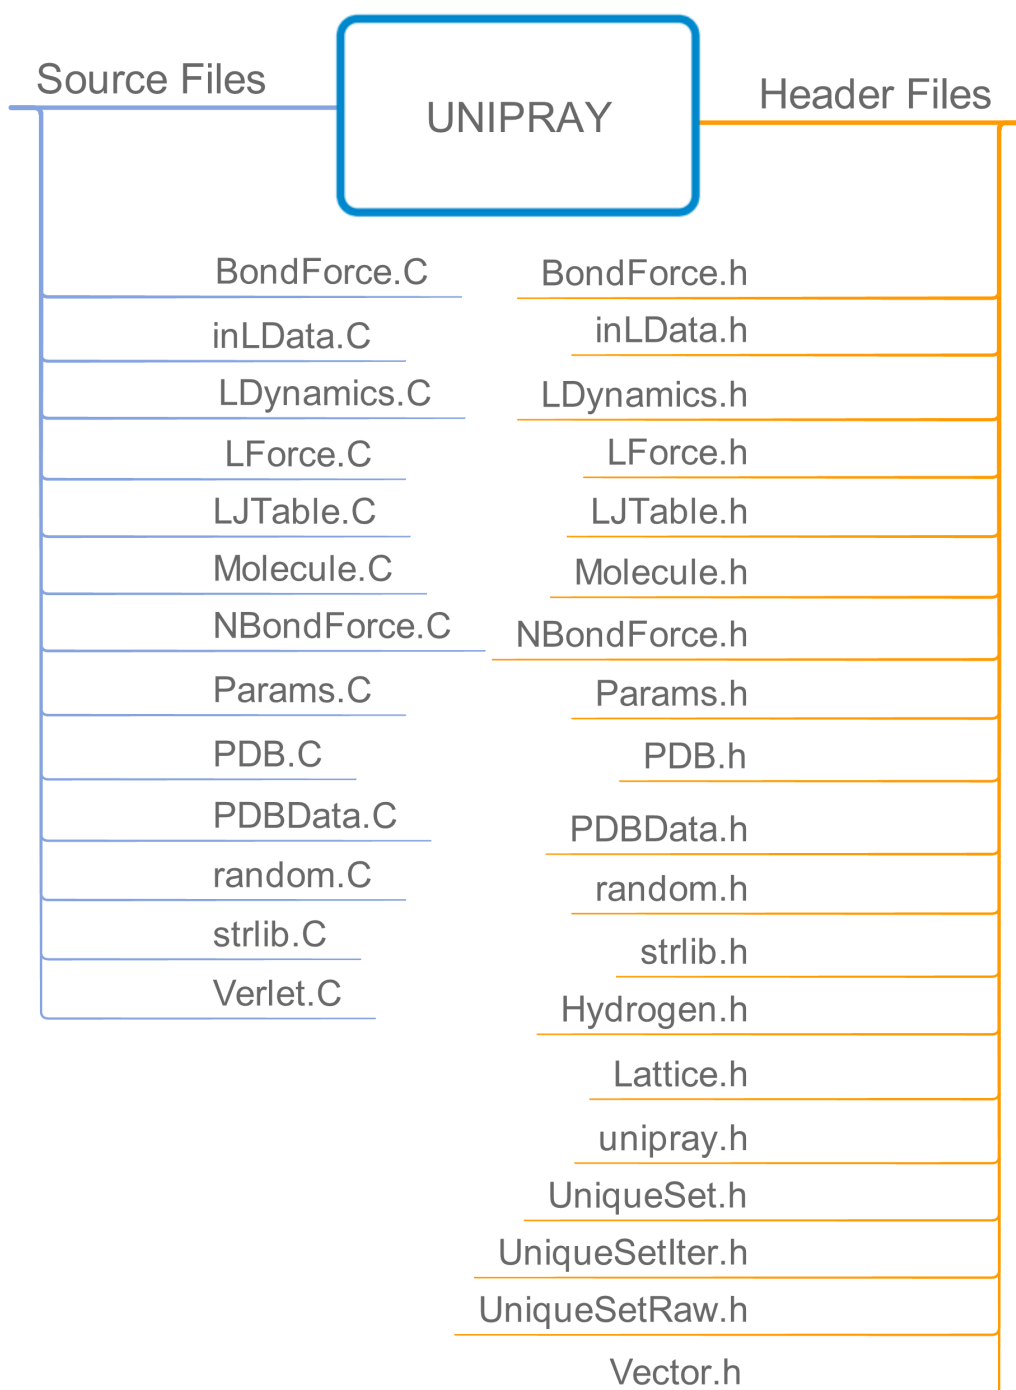 UNIPRAY
Source Files
BondForce.C
inLData.C
LDynamics.C
LForce.C
LJTable.C
Molecule.C
NBondForce.C
Params.C
PDB.C
PDBData.C
random.C
strlib.C
Verlet.C
Header Files
BondForce.h
inLData.h
LDynamics.h
LForce.h
LJTable.h
Molecule.h
NBondForce.h
Params.h
PDB.h
PDBData.h
random.h
strlib.h
Hydrogen.h
Lattice.h
unipray.h
UniqueSet.h
UniqueSetIter.h
UniqueSetRaw.h
Vector.h